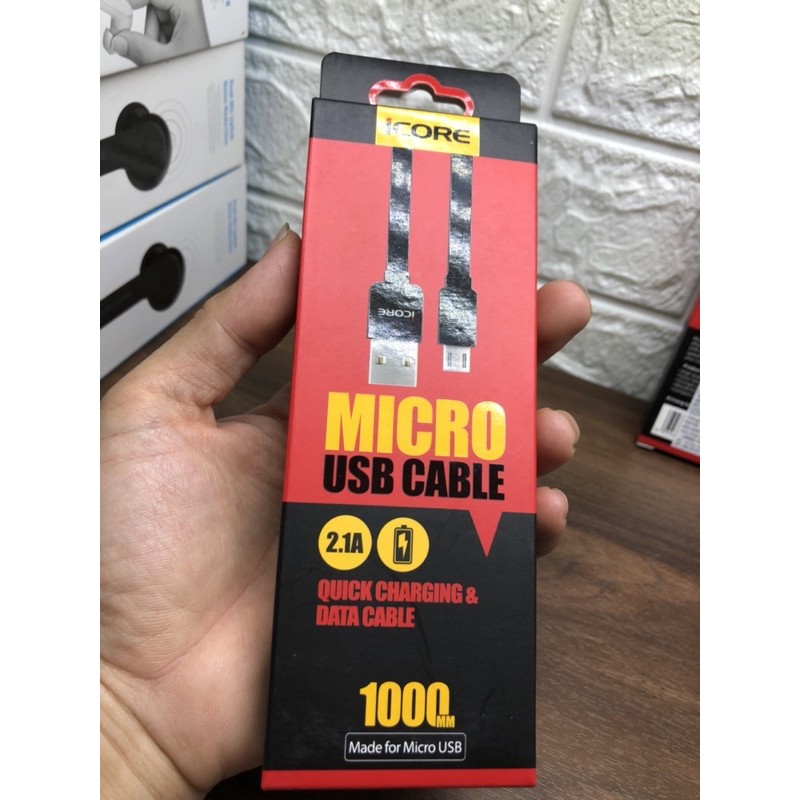 iCORE
iCORE
MICRO
USB CABLE
2.1A
QUICK CHARGING &
DATA CABLE
1000MM
Made for Micro USB